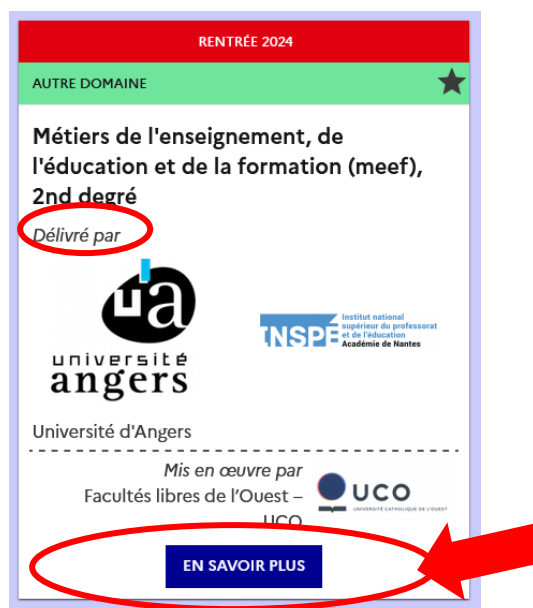 RENTRÉE 2024
AUTRE DOMAINE
Métiers de l'enseignement, de
l'éducation et de la formation (meef),
2nd degré
Délivré par
ua
université
angers
INSPÉ
Institut national
supérieur du professorat
et de l'éducation
Académie de Nantes
Université d'Angers
Mis en œuvre par
Facultés libres de l'Ouest –
UCO
UCO
UNIVERSITÉ CATHOLIQUE DE L'OUEST
EN SAVOIR PLUS